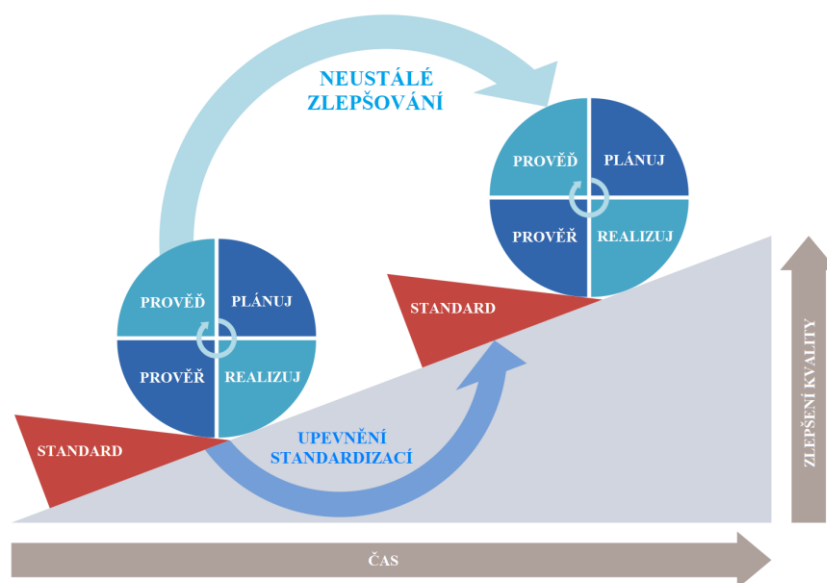 NEUSTÁLÉ
ZLEPŠOVÁNÍ
PROVĚĎ
PLÁNUJ
PROVĚŘ
REALIZUJ
STANDARD
PROVĚĎ
PLÁNUJ
PROVĚŘ
REALIZUJ
STANDARD
UPEVNĚNÍ
STANDARDIZACÍ
ZLEPŠENÍ KVALITY
ČAS